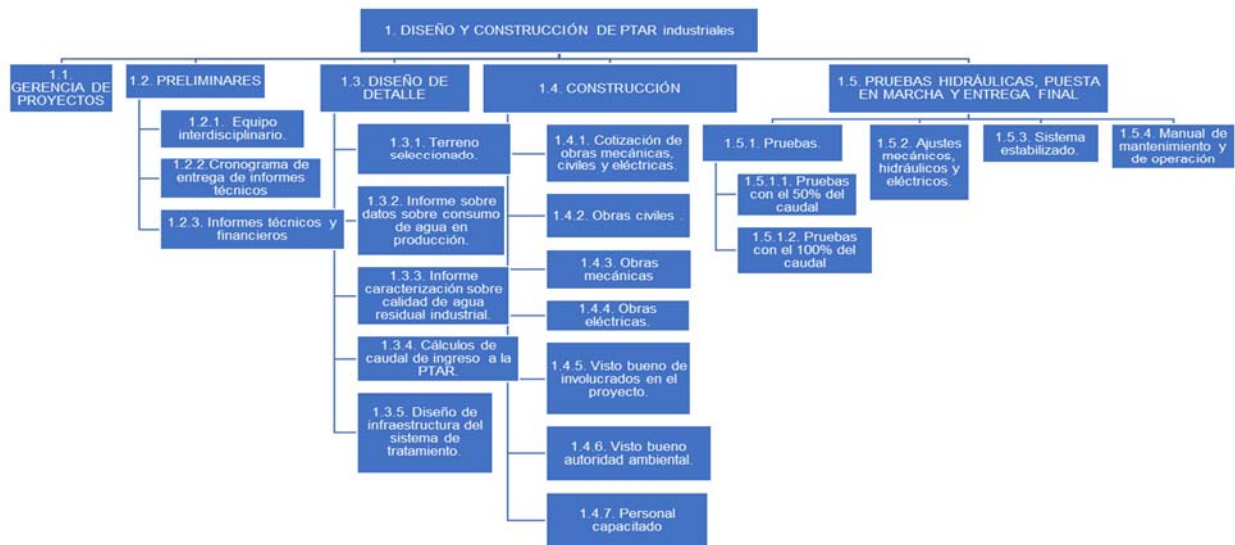 1. DISEÑO Y CONSTRUCCIÓN DE PTAR industriales
1.1.
GERENCIA DE
PROYECTOS
1.2. PRELIMINARES
1.2.1. Equipo
interdisciplinario.
1.2.2.Cronograma de
entrega de informes
técnicos
1.2.3. Informes técnicos y
financieros
1.3. DISEÑO DE
DETALLE
1.3.1. Terreno
seleccionado.
1.3.2. Informe sobre
datos sobre consumo
de agua en
producción.
1.3.3. Informe
caracterización sobre
calidad de agua
residual industrial.
1.3.4. Cálculos de
caudal de ingreso a la
PTAR.
1.3.5. Diseño de
infraestructura del
sistema de
tratamiento.
1.4. CONSTRUCCIÓN
1.4.1. Cotización de
obras mecánicas,
civiles y eléctricas.
1.4.2. Obras civiles .
1.4.3. Obras
mecánicas
1.4.4. Obras
eléctricas.
1.4.5. Visto bueno de
involucrados en el
proyecto.
1.4.6. Visto bueno
autoridad ambiental.
1.4.7. Personal
capacitado
1.5. PRUEBAS HIDRÁULICAS, PUESTA
EN MARCHA Y ENTREGA FINAL
1.5.1. Pruebas.
1.5.1.1. Pruebas
con el 50% del
caudal
1.5.1.2. Pruebas
con el 100% del
caudal
1.5.2. Ajustes
mecánicos,
hidráulicos y
eléctricos.
1.5.3. Sistema
estabilizado.
1.5.4. Manual de
mantenimiento y
de operación